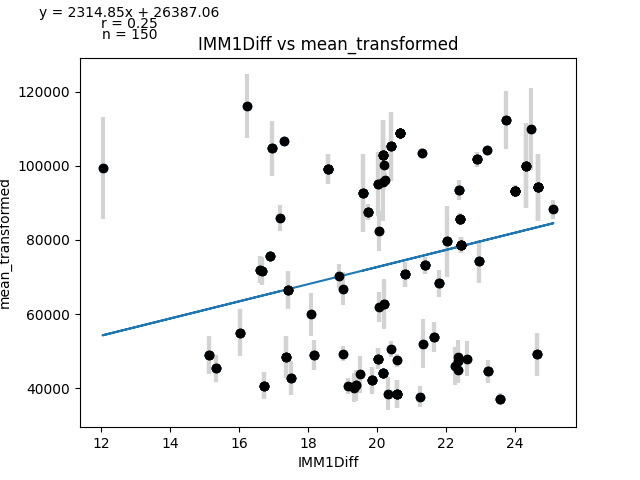 y = 2314.85x + 26387.06
r = 0.25
n = 150
IMM1Diff vs mean_transformed
120000
100000
80000
60000
40000
mean_transformed
12 14 16 18 20 22 24
IMM1Diff